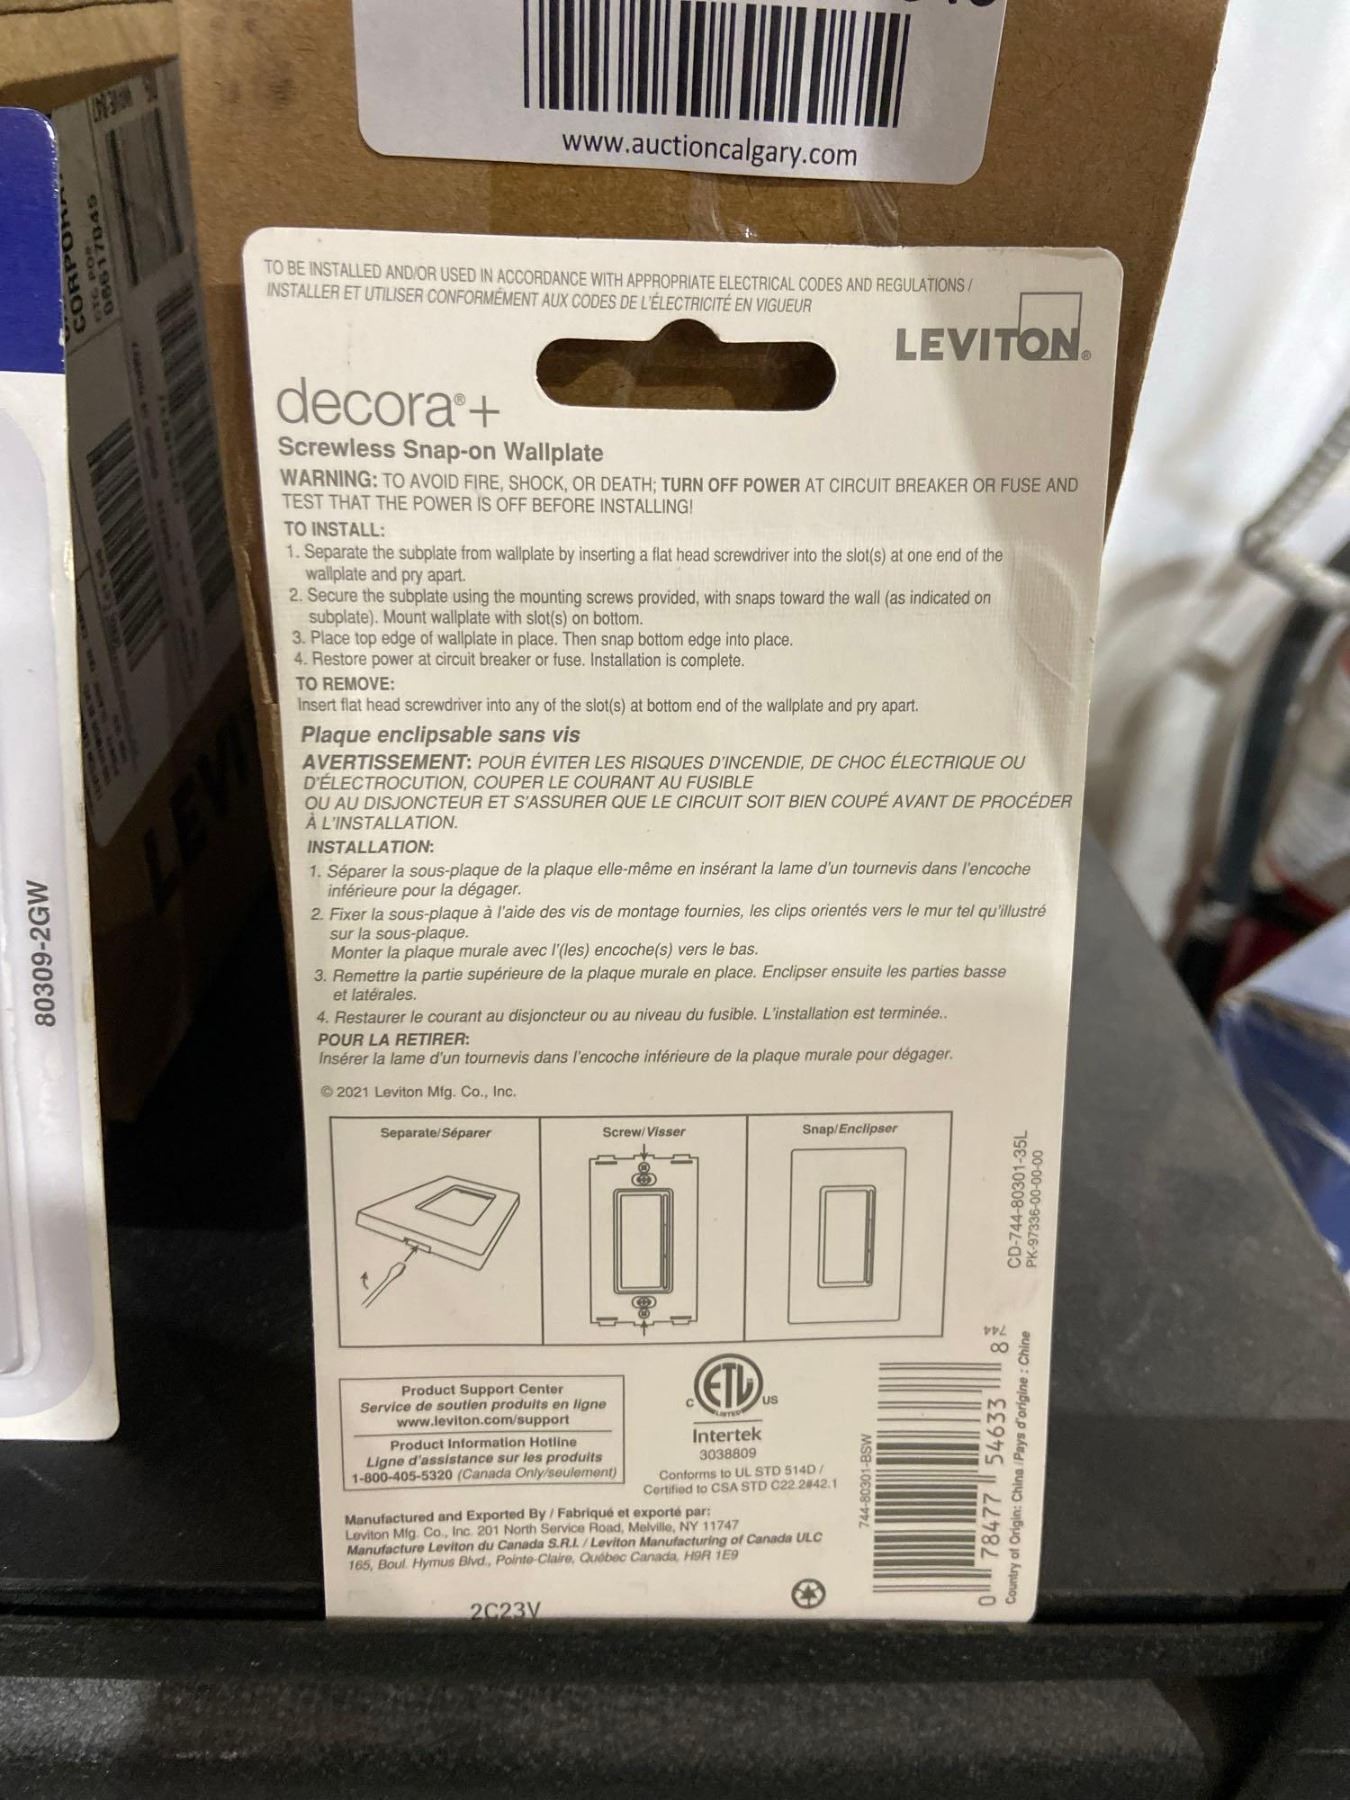 www.auctioncalgary.com
CORPORA
08617845
80309-2GW
TO BE INSTALLED AND/OR USED IN ACCORDANCE WITH APPROPRIATE ELECTRICAL CODES AND REGULATIONS /
INSTALLER ET UTILISER CONFORMÉMENT AUX CODES DE L'ÉLECTRICITÉ EN VIGUEUR
LEVITON®
decora®+
Screwless Snap-on Wallplate
WARNING: TO AVOID FIRE, SHOCK, OR DEATH; TURN OFF POWER AT CIRCUIT BREAKER OR FUSE AND
TEST THAT THE POWER IS OFF BEFORE INSTALLING!
TO INSTALL:
1. Separate the subplate from wallplate by inserting a flat head screwdriver into the slot(s) at one end of the
wallplate and pry apart.
2. Secure the subplate using the mounting screws provided, with snaps toward the wall (as indicated on
subplate). Mount wallplate with slot(s) on bottom.
3. Place top edge of wallplate in place. Then snap bottom edge into place.
4. Restore power at circuit breaker or fuse. Installation is complete.
TO REMOVE:
Insert flat head screwdriver into any of the slot(s) at bottom end of the wallplate and pry apart.
Plaque enclipsable sans vis
AVERTISSEMENT: POUR ÉVITER LES RISQUES D'INCENDIE, DE CHOC ÉLECTRIQUE OU
D'ÉLECTROCUTION, COUPER LE COURANT AU FUSIBLE
OU AU DISJONCTEUR ET S'ASSURER QUE LE CIRCUIT SOIT BIEN COUPÉ AVANT DE PROCÉDER
À L'INSTALLATION.
INSTALLATION:
1. Séparer la sous-plaque de la plaque elle-même en insérant la lame d'un tournevis dans l'encoche
inférieure pour la dégager.
2. Fixer la sous-plaque à l'aide des vis de montage fournies, les clips orientés vers le mur tel qu'illustré
sur la sous-plaque.
Monter la plaque murale avec l'(les) encoche(s) vers le bas.
3. Remettre la partie supérieure de la plaque murale en place. Enclipser ensuite les parties basse
et latérales.
4. Restaurer le courant au disjoncteur ou au niveau du fusible. L'installation est terminée..
POUR LA RETIRER:
Insérer la lame d'un tournevis dans l'encoche inférieure de la plaque murale pour dégager.
© 2021 Leviton Mfg. Co., Inc.
Separate/Séparer
Screw/Visser
Snap/Enclipser
CD-744-80301-35L
PK-97336-00-00-00
Product Support Center
Service de soutien produits en ligne
www.leviton.com/support
Product Information Hotline
Ligne d'assistance sur les produits
1-800-405-5320 (Canada Only/seulement)
ETL
LISTED
C US
Intertek
3038809
Conforms to UL STD 514D /
Certified to CSA STD C22.2#42.1
744-80301-BSW
0 78477 54633 8
744
Country of Origin: China /Pays d'origine : Chine
Manufactured and Exported By / Fabriqué et exporté par:
Leviton Mfg. Co., Inc. 201 North Service Road, Melville, NY 11747
Manufacture Leviton du Canada S.R.I. / Leviton Manufacturing of Canada ULC
165, Boul. Hymus Blvd., Pointe-Claire, Québec Canada, H9R 1E9
2C23V